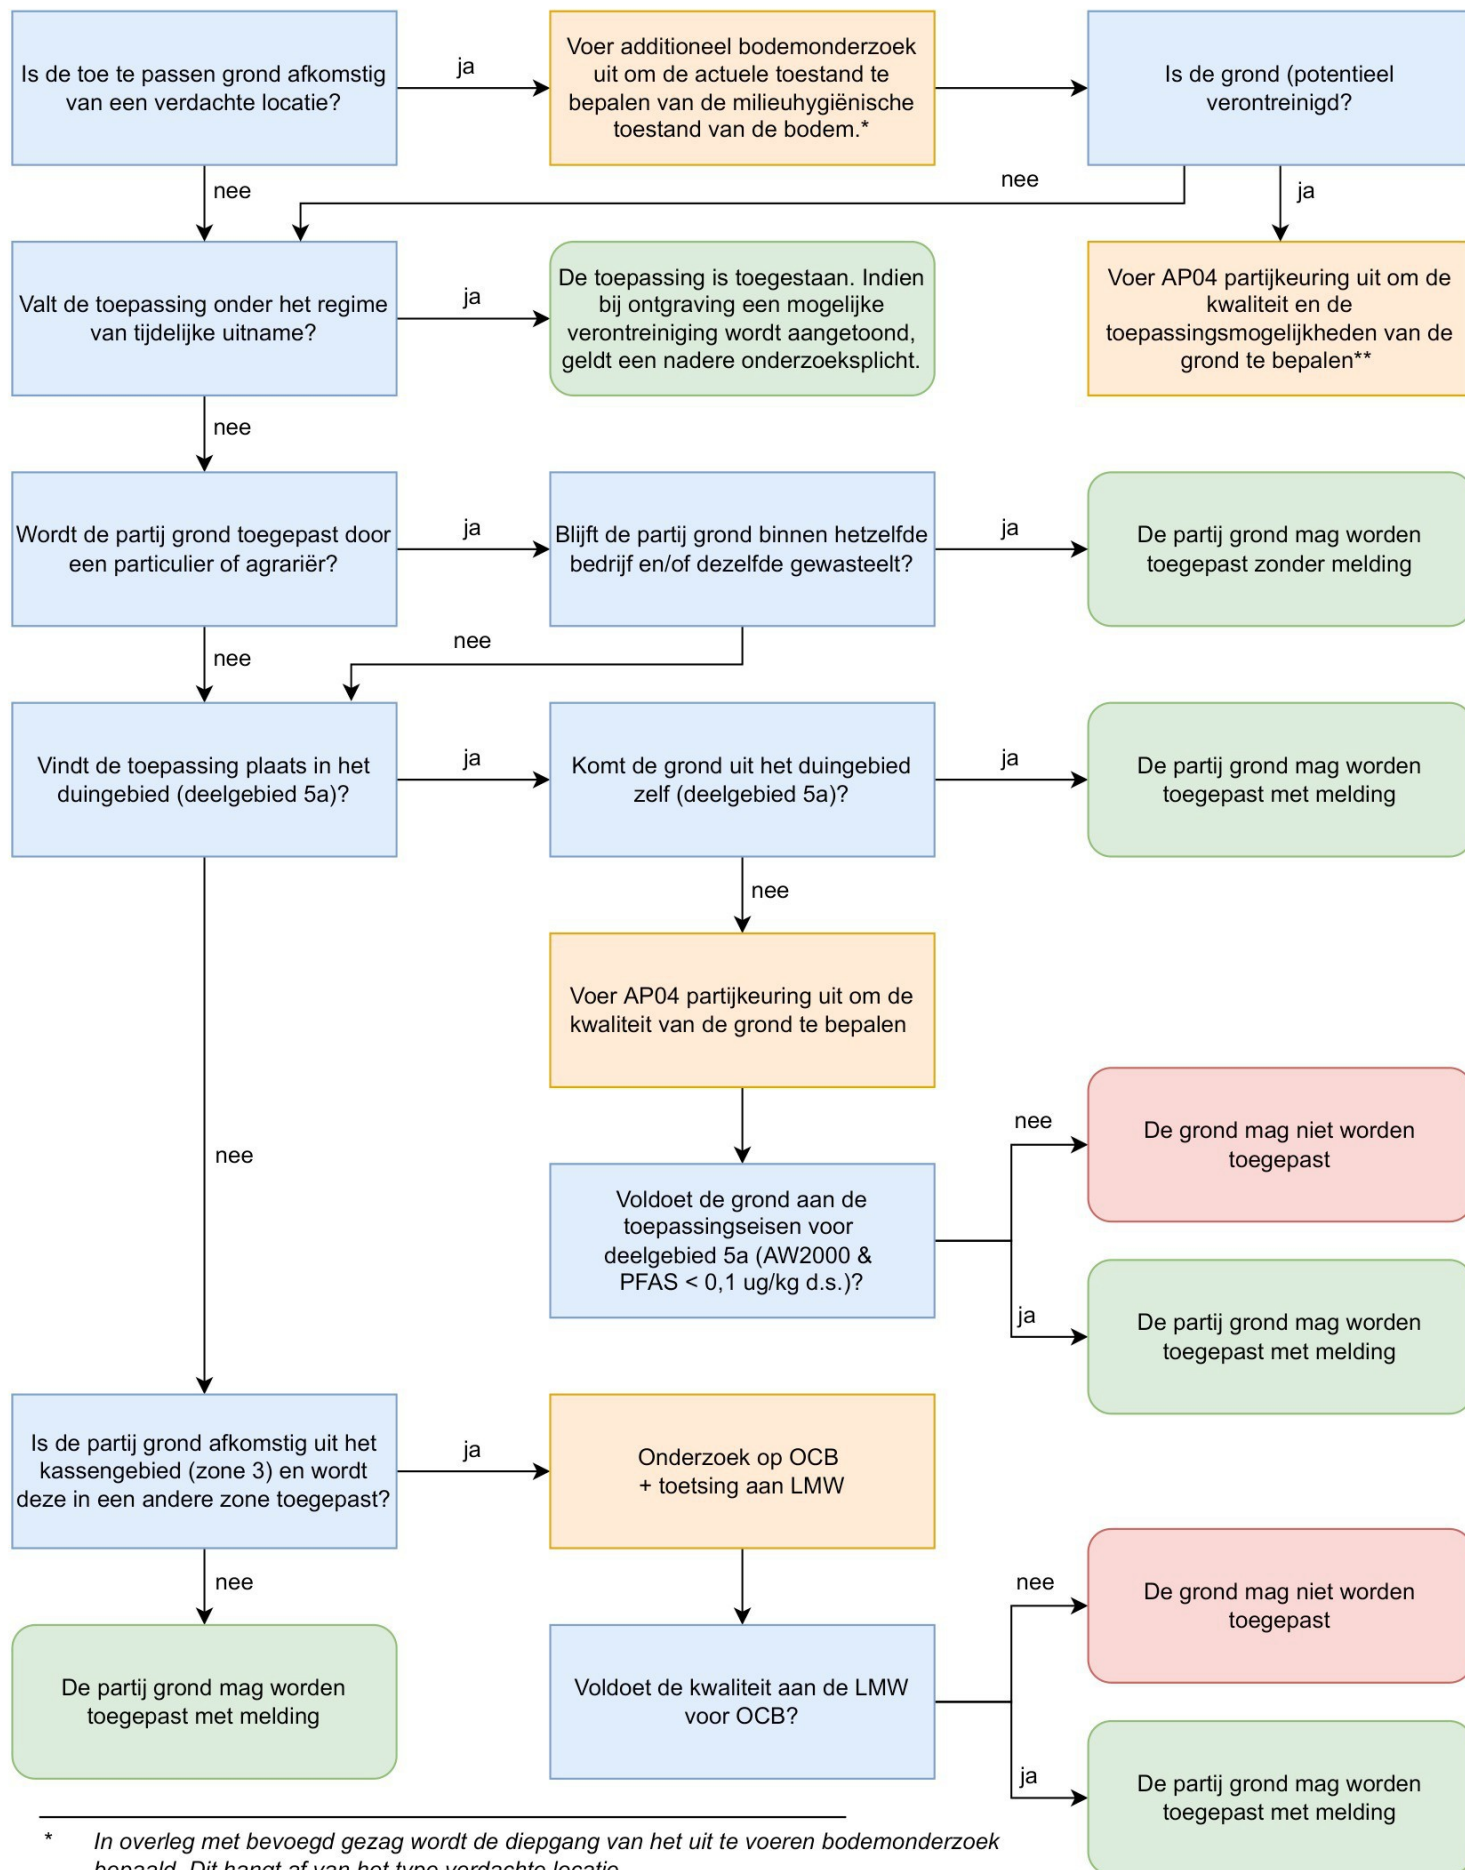 Is de toe te passen grond afkomstig
van een verdachte locatie?
ja
Voer additioneel bodemonderzoek
uit om de actuele toestand te
bepalen van de milieuhygiënische
toestand van de bodem.*
Is de grond (potentieel
verontreinigd?
nee
nee
ja
Valt de toepassing onder het regime
van tijdelijke uitname?
ja
De toepassing is toegestaan. Indien
bij ontgraving een mogelijke
verontreiniging wordt aangetoond,
geldt een nadere onderzoeksplicht.
Voer AP04 partijkeuring uit om de
kwaliteit en de
toepassingsmogelijkheden van de
grond te bepalen**
nee
Wordt de partij grond toegepast door
een particulier of agrariër?
ja
Blijft de partij grond binnen hetzelfde
bedrijf en/of dezelfde gewasteelt?
ja
De partij grond mag worden
toegepast zonder melding
nee
nee
Vindt de toepassing plaats in het
duingebied (deelgebied 5a)?
ja
Komt de grond uit het duingebied
zelf (deelgebied 5a)?
ja
De partij grond mag worden
toegepast met melding
nee
Voer AP04 partijkeuring uit om de
kwaliteit van de grond te bepalen
nee
Voldoet de grond aan de
toepassingseisen voor
deelgebied 5a (AW2000 &
PFAS < 0,1 ug/kg d.s.)?
nee
De grond mag niet worden
toegepast
ja
De partij grond mag worden
toegepast met melding
Is de partij grond afkomstig uit het
kassengebied (zone 3) en wordt
deze in een andere zone toegepast?
ja
Onderzoek op OCB
+ toetsing aan LMW
nee
De partij grond mag worden
toegepast met melding
Voldoet de kwaliteit aan de LMW
voor OCB?
nee
De grond mag niet worden
toegepast
ja
De partij grond mag worden
toegepast met melding
* In overleg met bevoegd gezag wordt de diepgang van het uit te voeren bodemonderzoek
bepaald. Dit hangt af van het type verdachte locatie